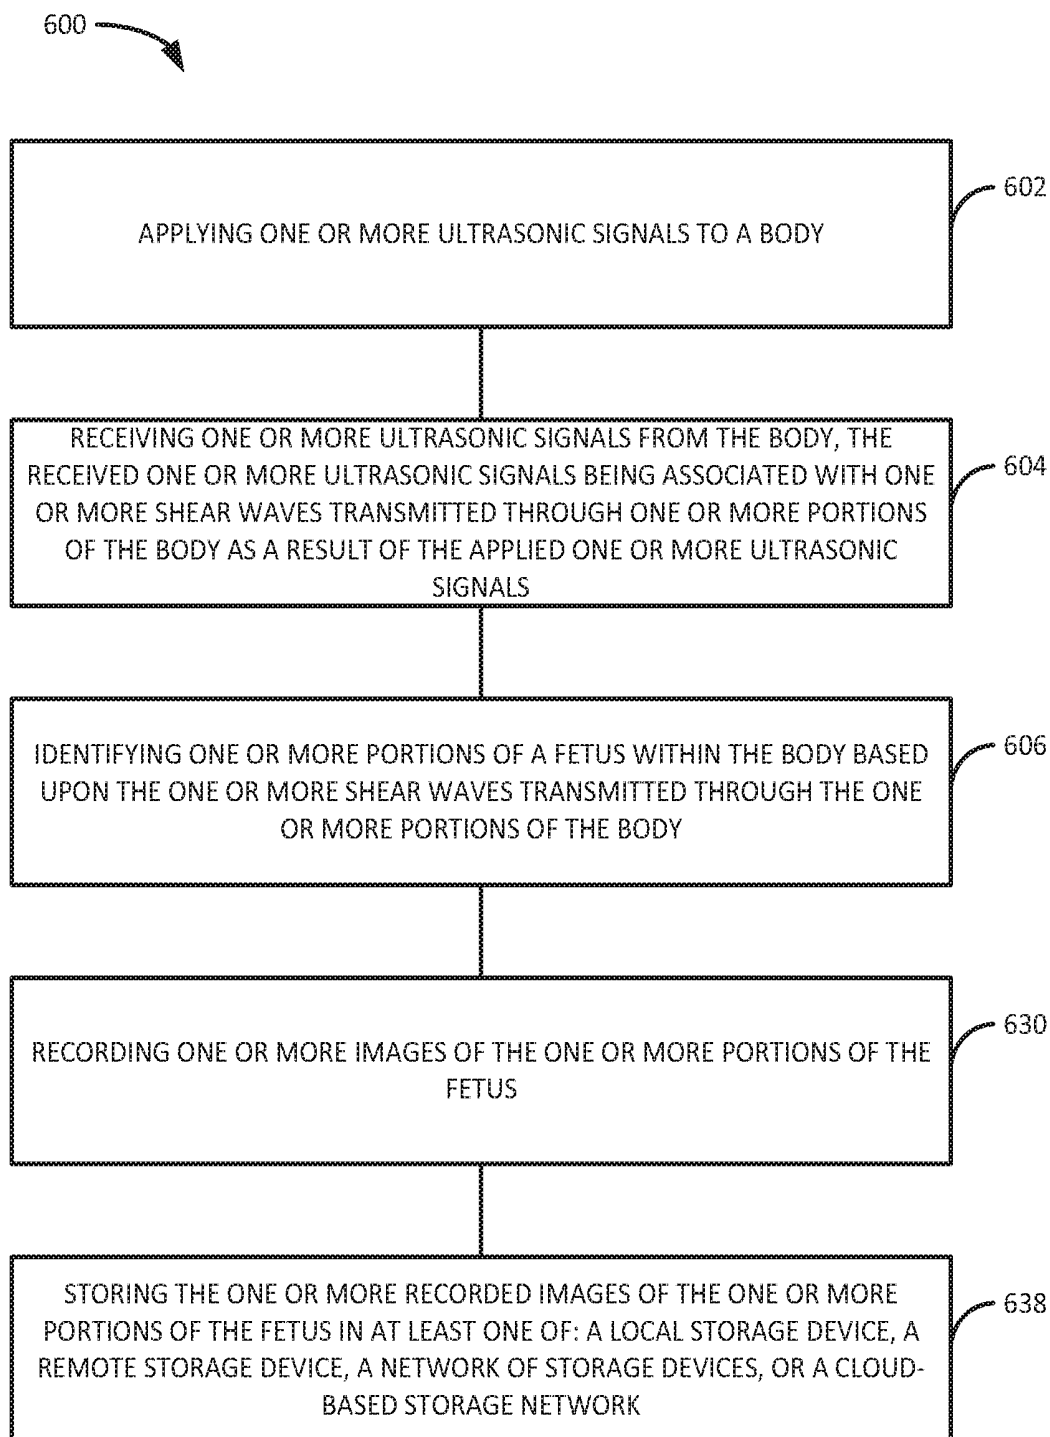 600
APPLYING ONE OR MORE ULTRASONIC SIGNALS TO A BODY
602
RECEIVING ONE OR MORE ULTRASONIC SIGNALS FROM THE BODY, THE
RECEIVED ONE OR MORE ULTRASONIC SIGNALS BEING ASSOCIATED WITH ONE
OR MORE SHEAR WAVES TRANSMITTED THROUGH ONE OR MORE PORTIONS
OF THE BODY AS A RESULT OF THE APPLIED ONE OR MORE ULTRASONIC
SIGNALS
604
IDENTIFYING ONE OR MORE PORTIONS OF A FETUS WITHIN THE BODY BASED
UPON THE ONE OR MORE SHEAR WAVES TRANSMITTED THROUGH THE ONE
OR MORE PORTIONS OF THE BODY
606
RECORDING ONE OR MORE IMAGES OF THE ONE OR MORE PORTIONS OF THE
FETUS
630
STORING THE ONE OR MORE RECORDED IMAGES OF THE ONE OR MORE
PORTIONS OF THE FETUS IN AT LEAST ONE OF: A LOCAL STORAGE DEVICE, A
REMOTE STORAGE DEVICE, A NETWORK OF STORAGE DEVICES, OR A CLOUD-
BASED STORAGE NETWORK
638